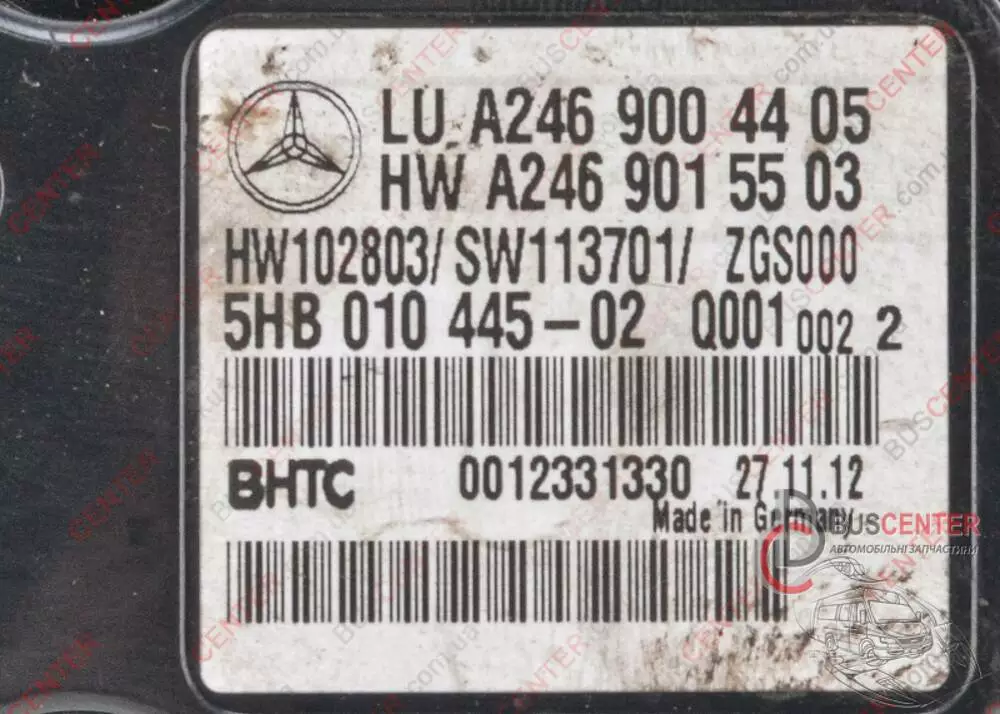 LU A246 900 44 05
HW A246 901 55 03
HW102803/ SW113701/ ZGS000
5HB 010 445-02 Q001 002 2
BHTC 0012331330 27.11.12
Made in Germany
BUSCENTER
АВТОМОБІЛЬНІ ЗАПЧАСТИНИ